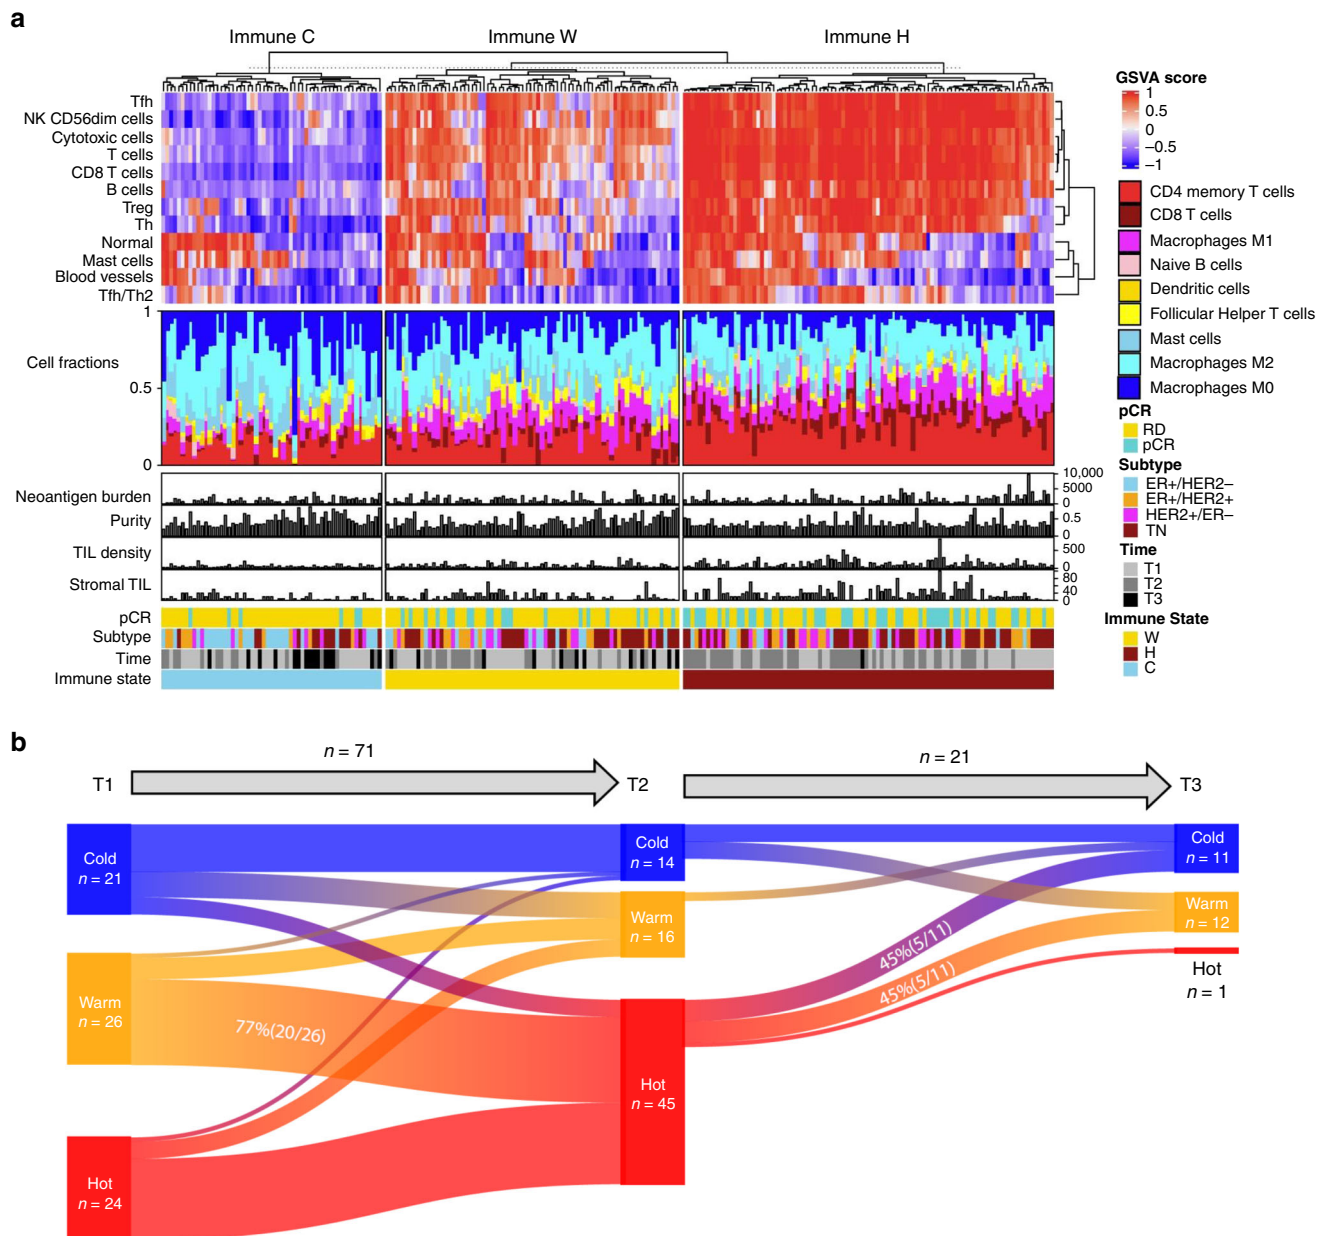 a
Immune C
Immune W
Immune H
Tfh
NK CD56dim cells
Cytotoxic cells
T cells
CD8 T cells
B cells
Treg
Th
Normal
Mast cells
Blood vessels
Tfh/Th2
GSVA score
1
0.5
0
−0.5
−1
CD4 memory T cells
CD8 T cells
Macrophages M1
Naive B cells
Dendritic cells
Follicular Helper T cells
Mast cells
Macrophages M2
Macrophages M0
Cell fractions
1
0.5
0
Neoantigen burden
10,000
5000
0
Purity
0.5
0
TIL density
500
0
Stromal TIL
80
40
0
pCR
Subtype
Time
Immune state
pCR
RD
pCR
Subtype
ER+/HER2−
ER+/HER2+
HER2+/ER−
TN
Time
T1
T2
T3
Immune State
W
H
C
b
n = 71
n = 21
T1
T2
T3
Cold
n = 21
Warm
n = 26
Hot
n = 24
77%(20/26)
Cold
n = 14
Warm
n = 16
Hot
n = 45
45%(5/11)
45%(5/11)
Cold
n = 11
Warm
n = 12
Hot
n = 1